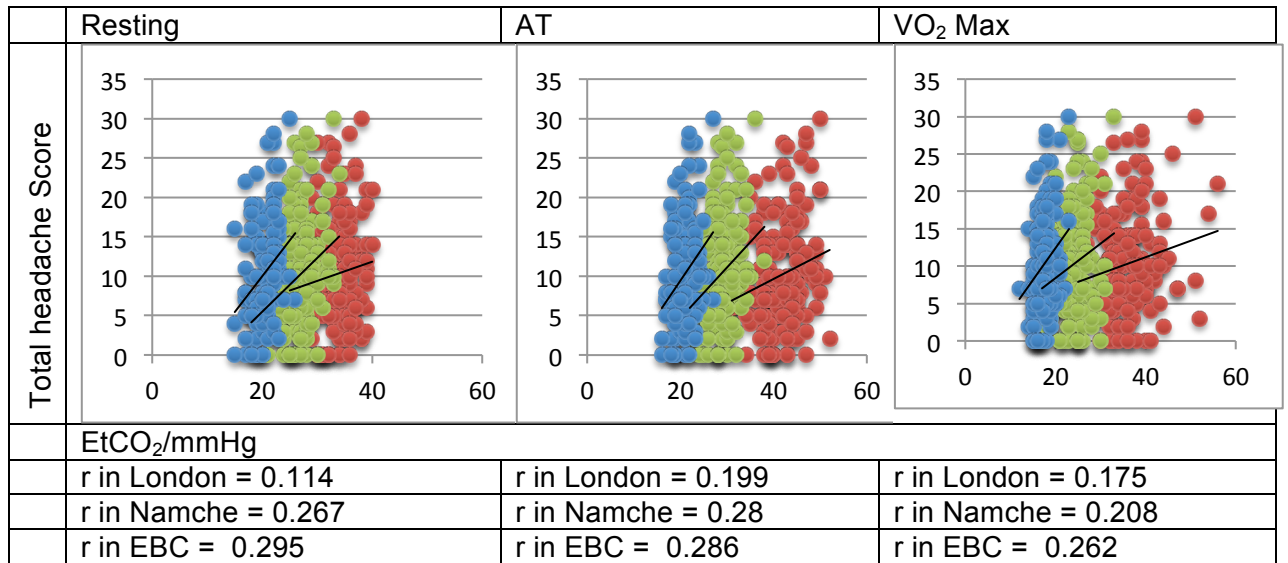 Resting AT VO₂ Max
Total headache Score
35 35 35
30 30 30
25 25 25
20 20 20
15 15 15
10 10 10
5 5 5
0 0 0
0 20 40 60 0 20 40 60 0 20 40 60
EtCO₂/mmHg
r in London = 0.114 r in London = 0.199 r in London = 0.175
r in Namche = 0.267 r in Namche = 0.28 r in Namche = 0.208
r in EBC = 0.295 r in EBC = 0.286 r in EBC = 0.262